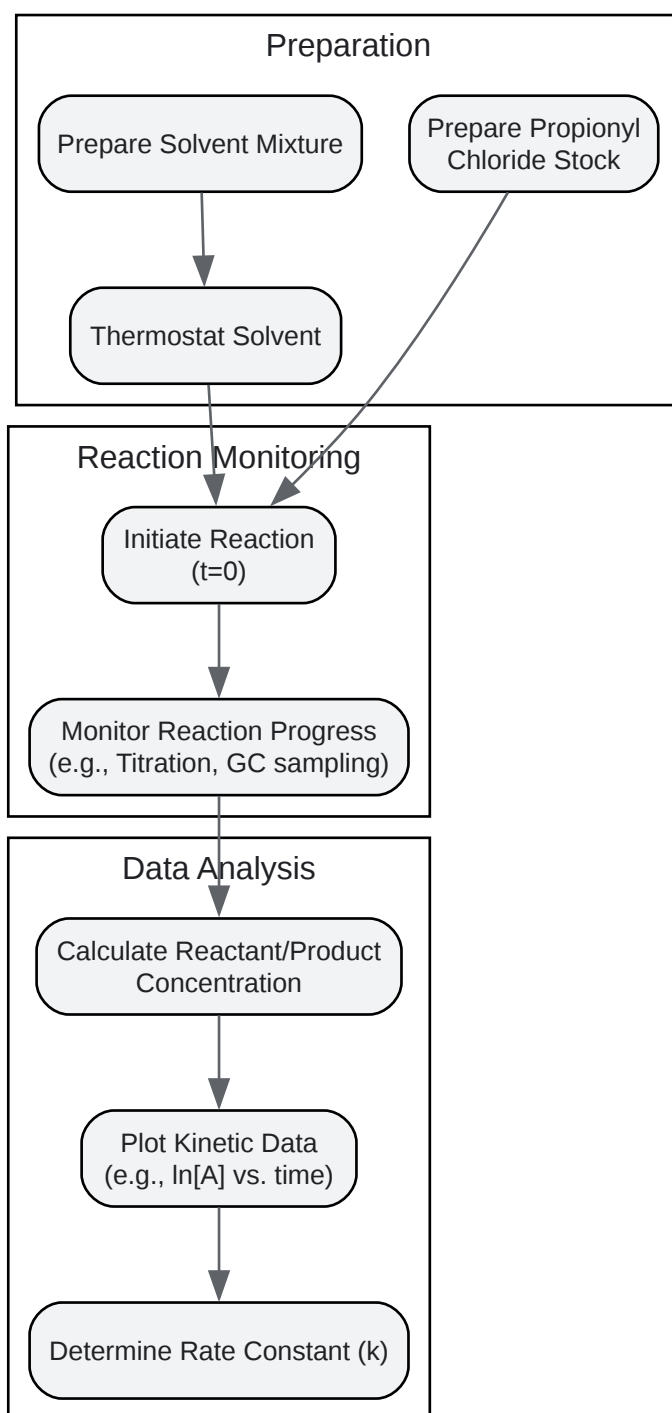 Preparation
Prepare Solvent Mixture
Prepare Propionyl
Chloride Stock
Thermostat Solvent
Reaction Monitoring
Initiate Reaction
(t=0)
Monitor Reaction Progress
(e.g., Titration, GC sampling)
Data Analysis
Calculate Reactant/Product
Concentration
Plot Kinetic Data
(e.g., ln[A] vs. time)
Determine Rate Constant (k)